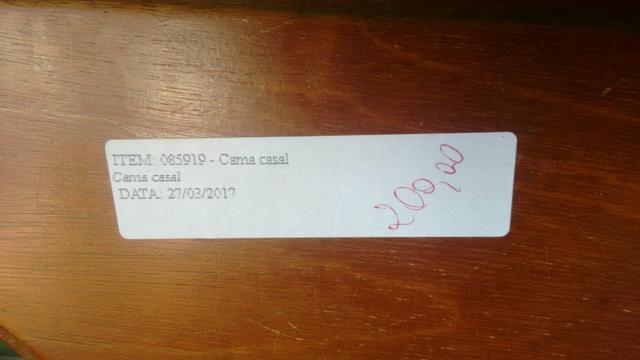 ITEM: 085919 - Cama casal
Cama casal
DATA: 27/03/2017
200,00